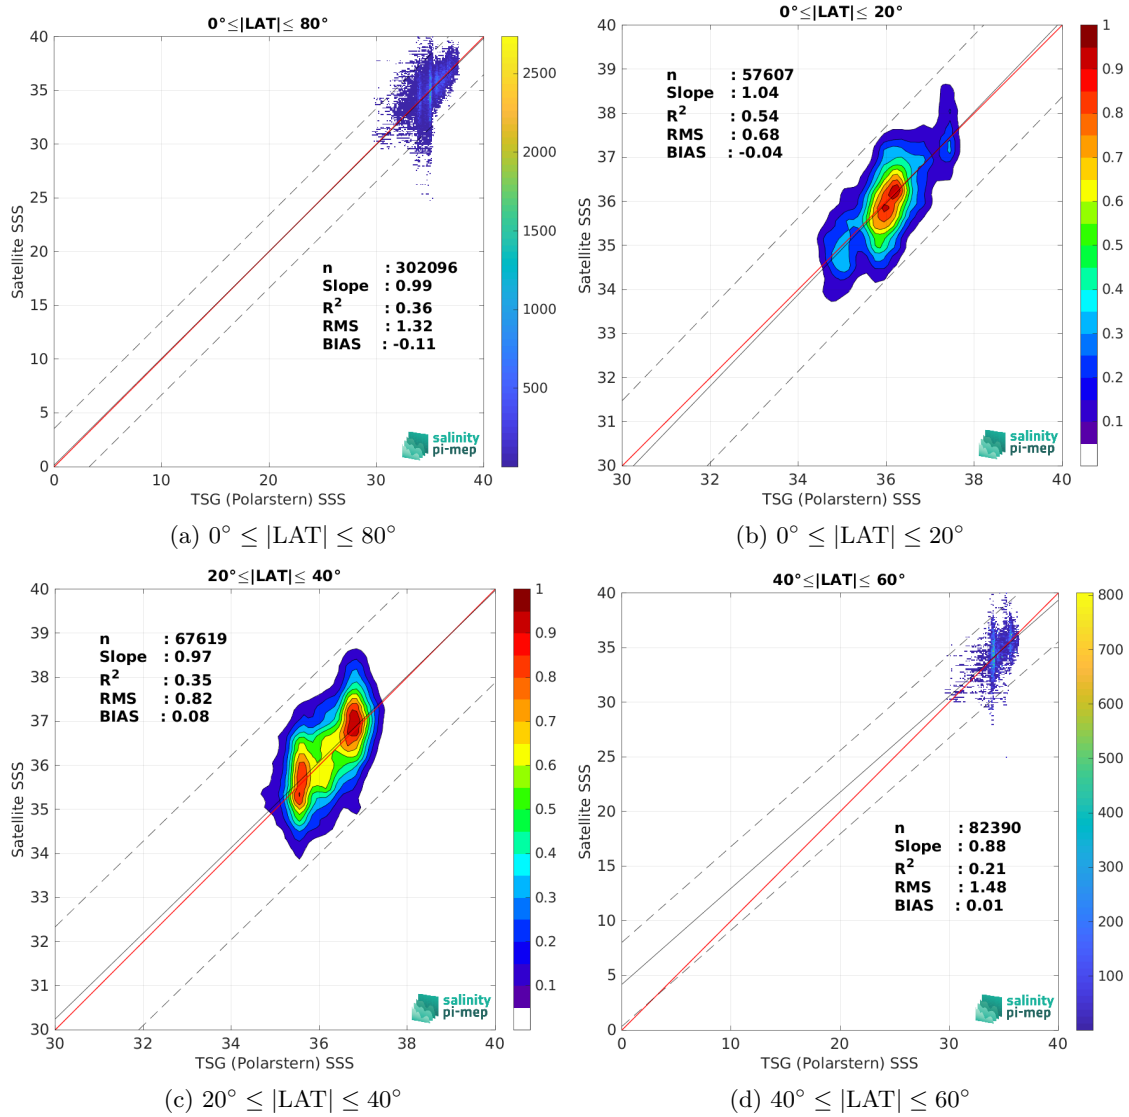 0°≤|LAT|≤ 80°
40
35
30
25
20
15
10
5
0
0
10
20
30
40
Satellite SSS
TSG (Polarstern) SSS
n : 302096
Slope : 0.99
R² : 0.36
RMS : 1.32
BIAS : -0.11
salinity
pi-mep
2500
2000
1500
1000
500
(a) 0° ≤ |LAT| ≤ 80°
0°≤|LAT|≤ 20°
40
39
38
37
36
35
34
33
32
31
30
30
32
34
36
38
40
Satellite SSS
TSG (Polarstern) SSS
n : 57607
Slope : 1.04
R² : 0.54
RMS : 0.68
BIAS : -0.04
salinity
pi-mep
1
0.9
0.8
0.7
0.6
0.5
0.4
0.3
0.2
0.1
(b) 0° ≤ |LAT| ≤ 20°
20°≤|LAT|≤ 40°
40
39
38
37
36
35
34
33
32
31
30
30
32
34
36
38
40
Satellite SSS
TSG (Polarstern) SSS
n : 67619
Slope : 0.97
R² : 0.35
RMS : 0.82
BIAS : 0.08
salinity
pi-mep
1
0.9
0.8
0.7
0.6
0.5
0.4
0.3
0.2
0.1
(c) 20° ≤ |LAT| ≤ 40°
40°≤|LAT|≤ 60°
40
35
30
25
20
15
10
5
0
0
10
20
30
40
Satellite SSS
TSG (Polarstern) SSS
n : 82390
Slope : 0.88
R² : 0.21
RMS : 1.48
BIAS : 0.01
salinity
pi-mep
800
700
600
500
400
300
200
100
(d) 40° ≤ |LAT| ≤ 60°